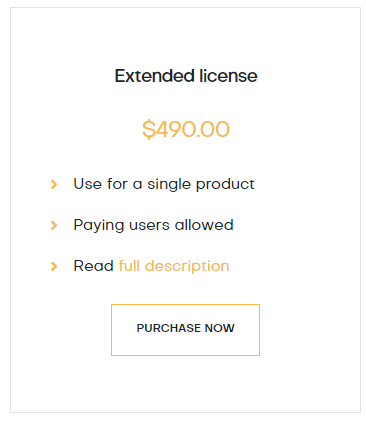 Extended license
$490.00
Use for a single product
Paying users allowed
Read full description
PURCHASE NOW